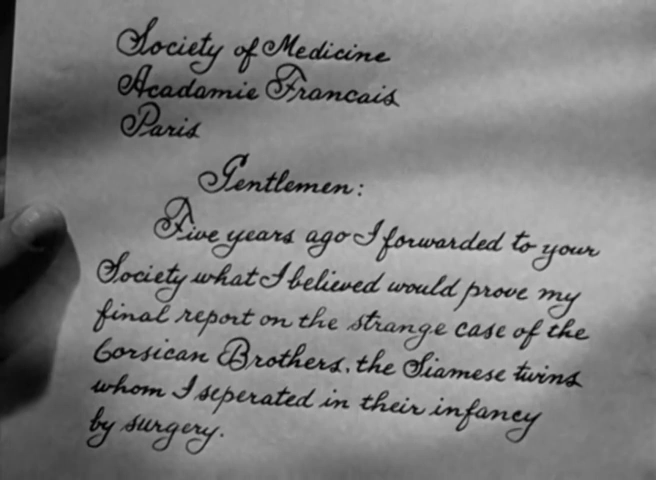 Society of Medicine
Acadamie Francais
Paris
Gentlemen:
Five years ago I forwarded to your
Society what I believed would prove my
final report on the strange case of the
Corsican Brothers, the Siamese twins
whom I seperated in their infancy
by surgery.